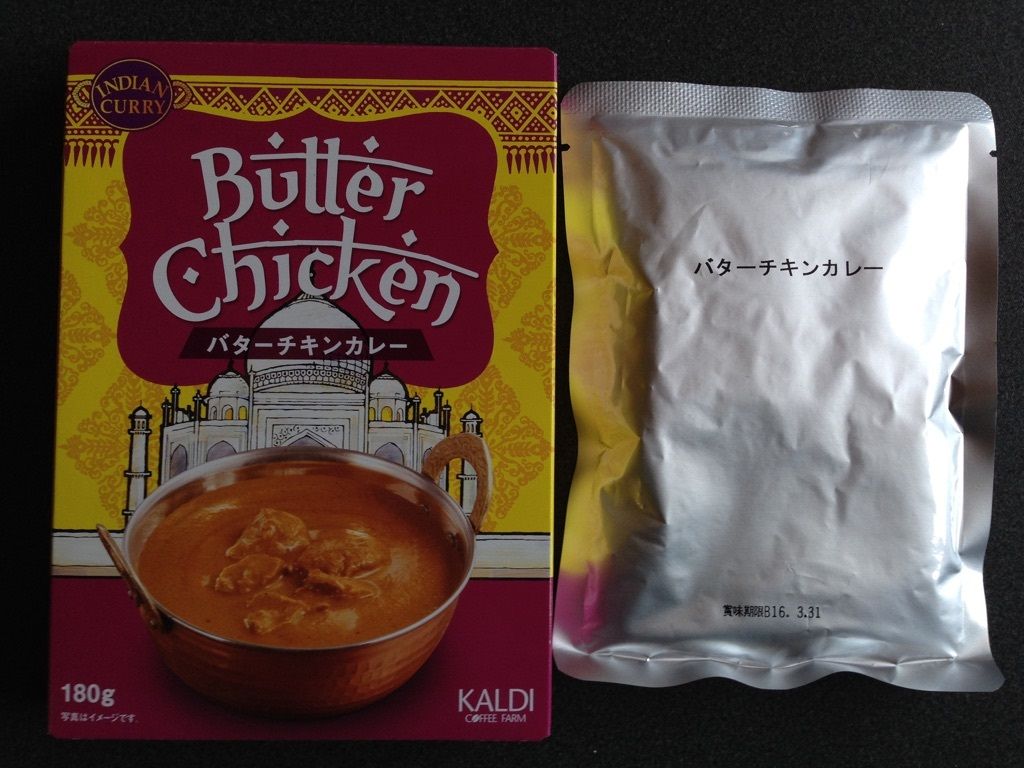 INDIAN
CURRY
Butter
Chicken
バターチキンカレー
180g
写真はイメージです。
KALDI
COFFEE FARM
バターチキンカレー
賞味期限B16. 3.31